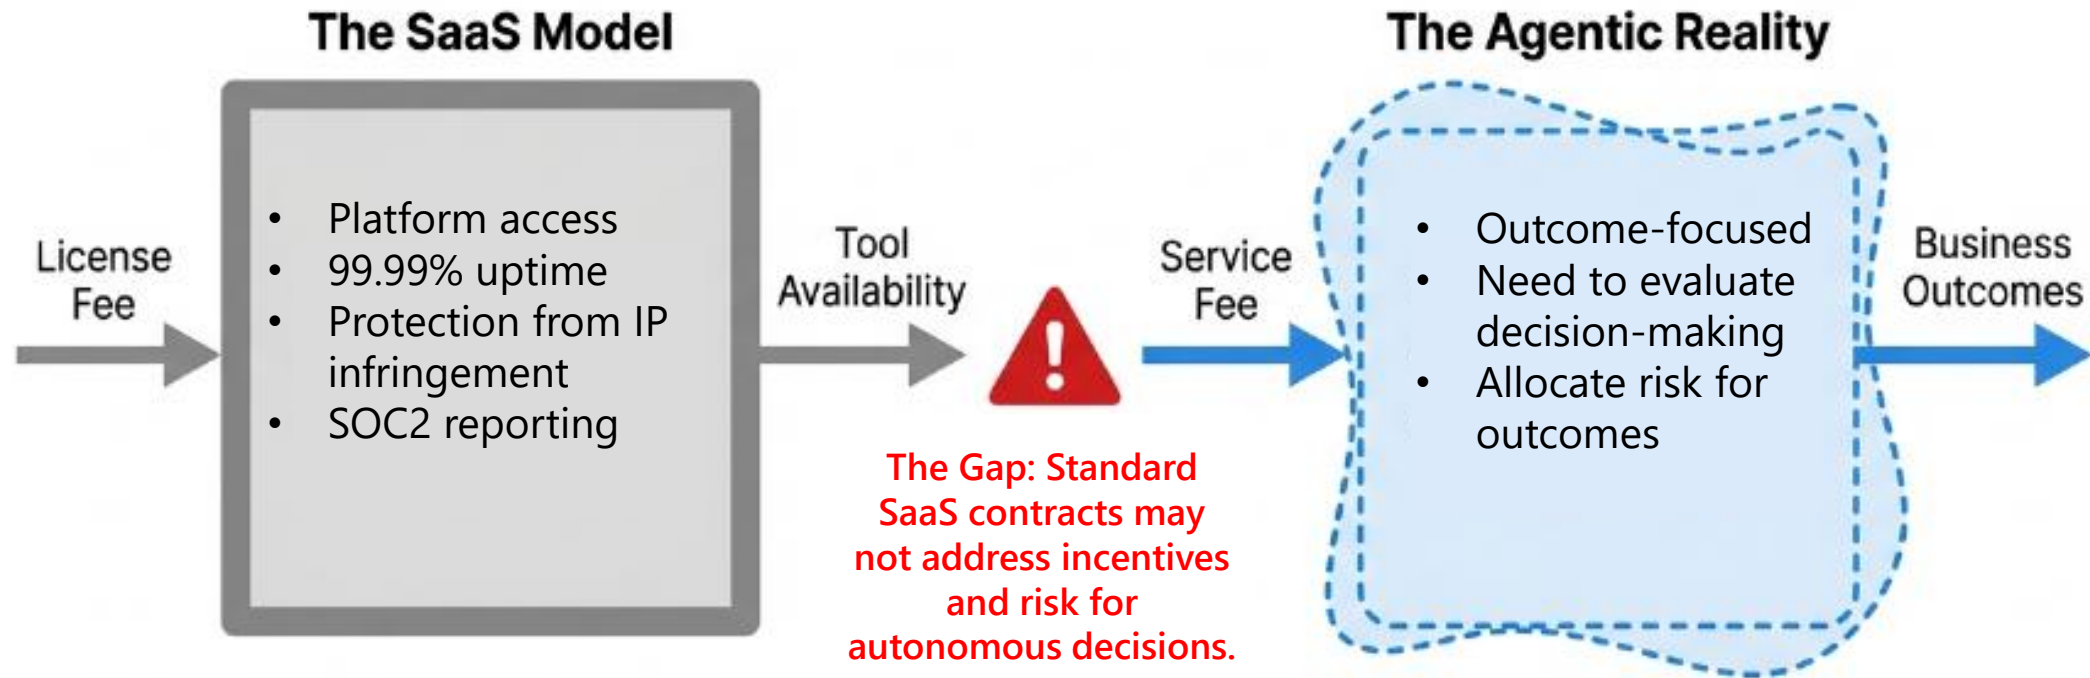 The SaaS Model
License
Fee
• Platform access
• 99.99% uptime
• Protection from IP
infringement
• SOC2 reporting
Tool
Availability
The Gap: Standard
SaaS contracts may
not address incentives
and risk for
autonomous decisions.
The Agentic Reality
Service
Fee
• Outcome-focused
• Need to evaluate
decision-making
• Allocate risk for
outcomes
Business
Outcomes